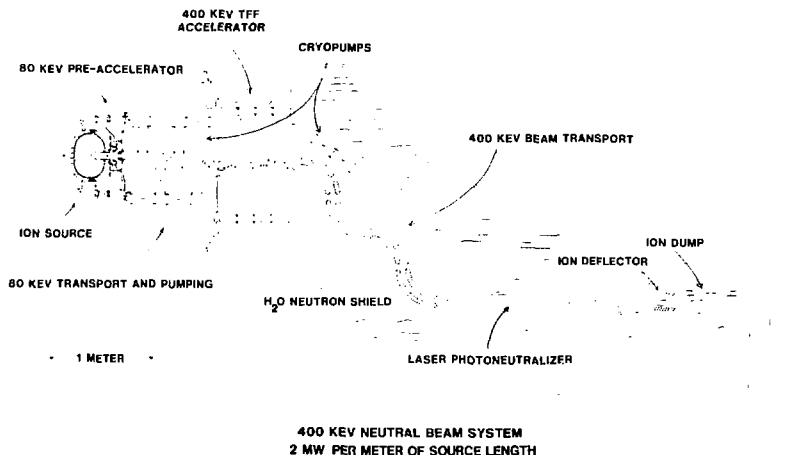 400 KEV TFF
ACCELERATOR
CRYOPUMPS
80 KEV PRE-ACCELERATOR
400 KEV BEAM TRANSPORT
ION SOURCE
ION DUMP
ION DEFLECTOR
80 KEV TRANSPORT AND PUMPING
H₂O NEUTRON SHIELD
1 METER
LASER PHOTONEUTRALIZER
400 KEV NEUTRAL BEAM SYSTEM
2 MW PER METER OF SOURCE LENGTH